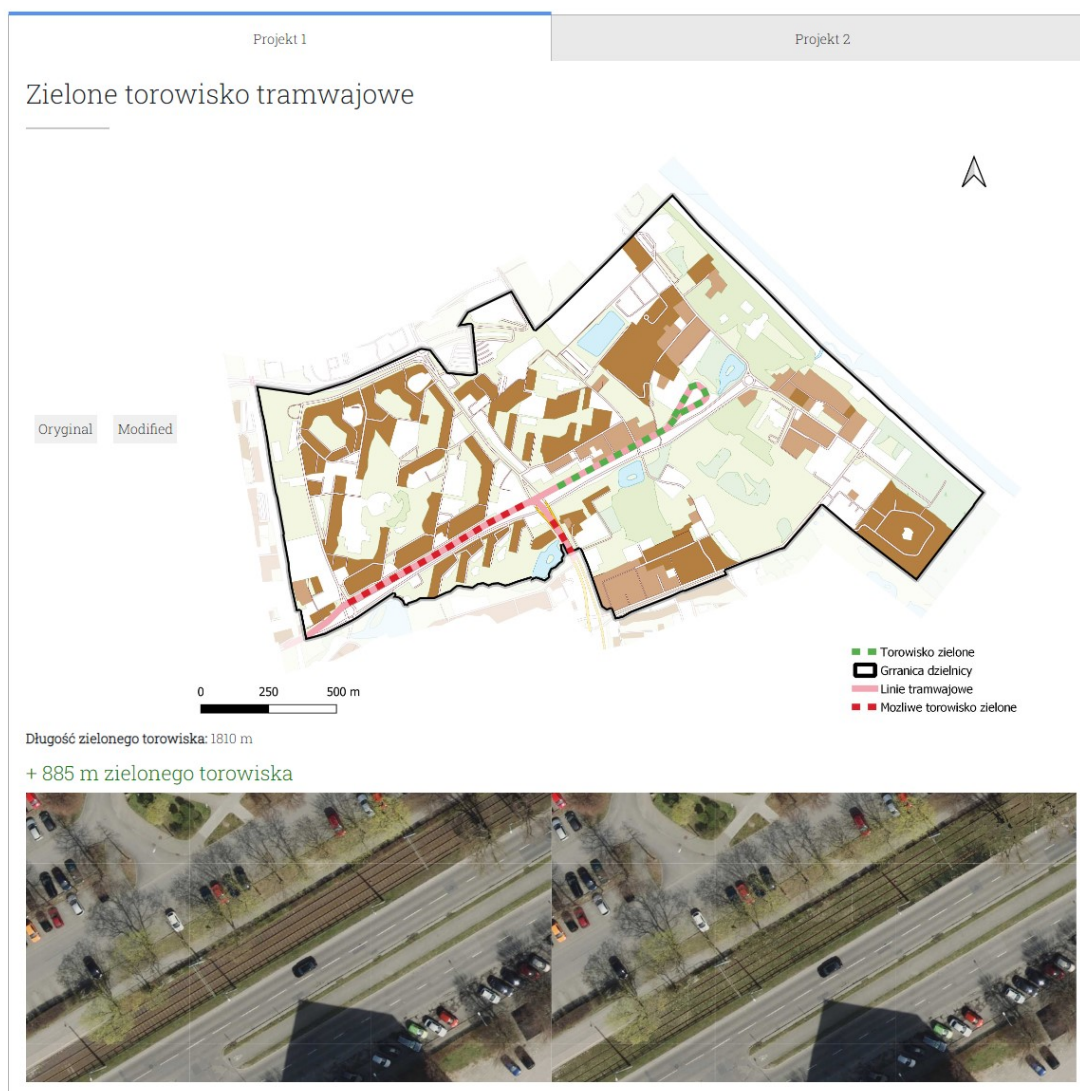 Projekt 1
Projekt 2
Zielone torowisko tramwajowe
Oryginal
Modified
Torowisko zielone
Grranica dzielnicy
Linie tramwajowe
Mozliwe torowisko zielone
0 250 500 m
Długość zielonego torowiska: 1810 m
+ 885 m zielonego torowiska